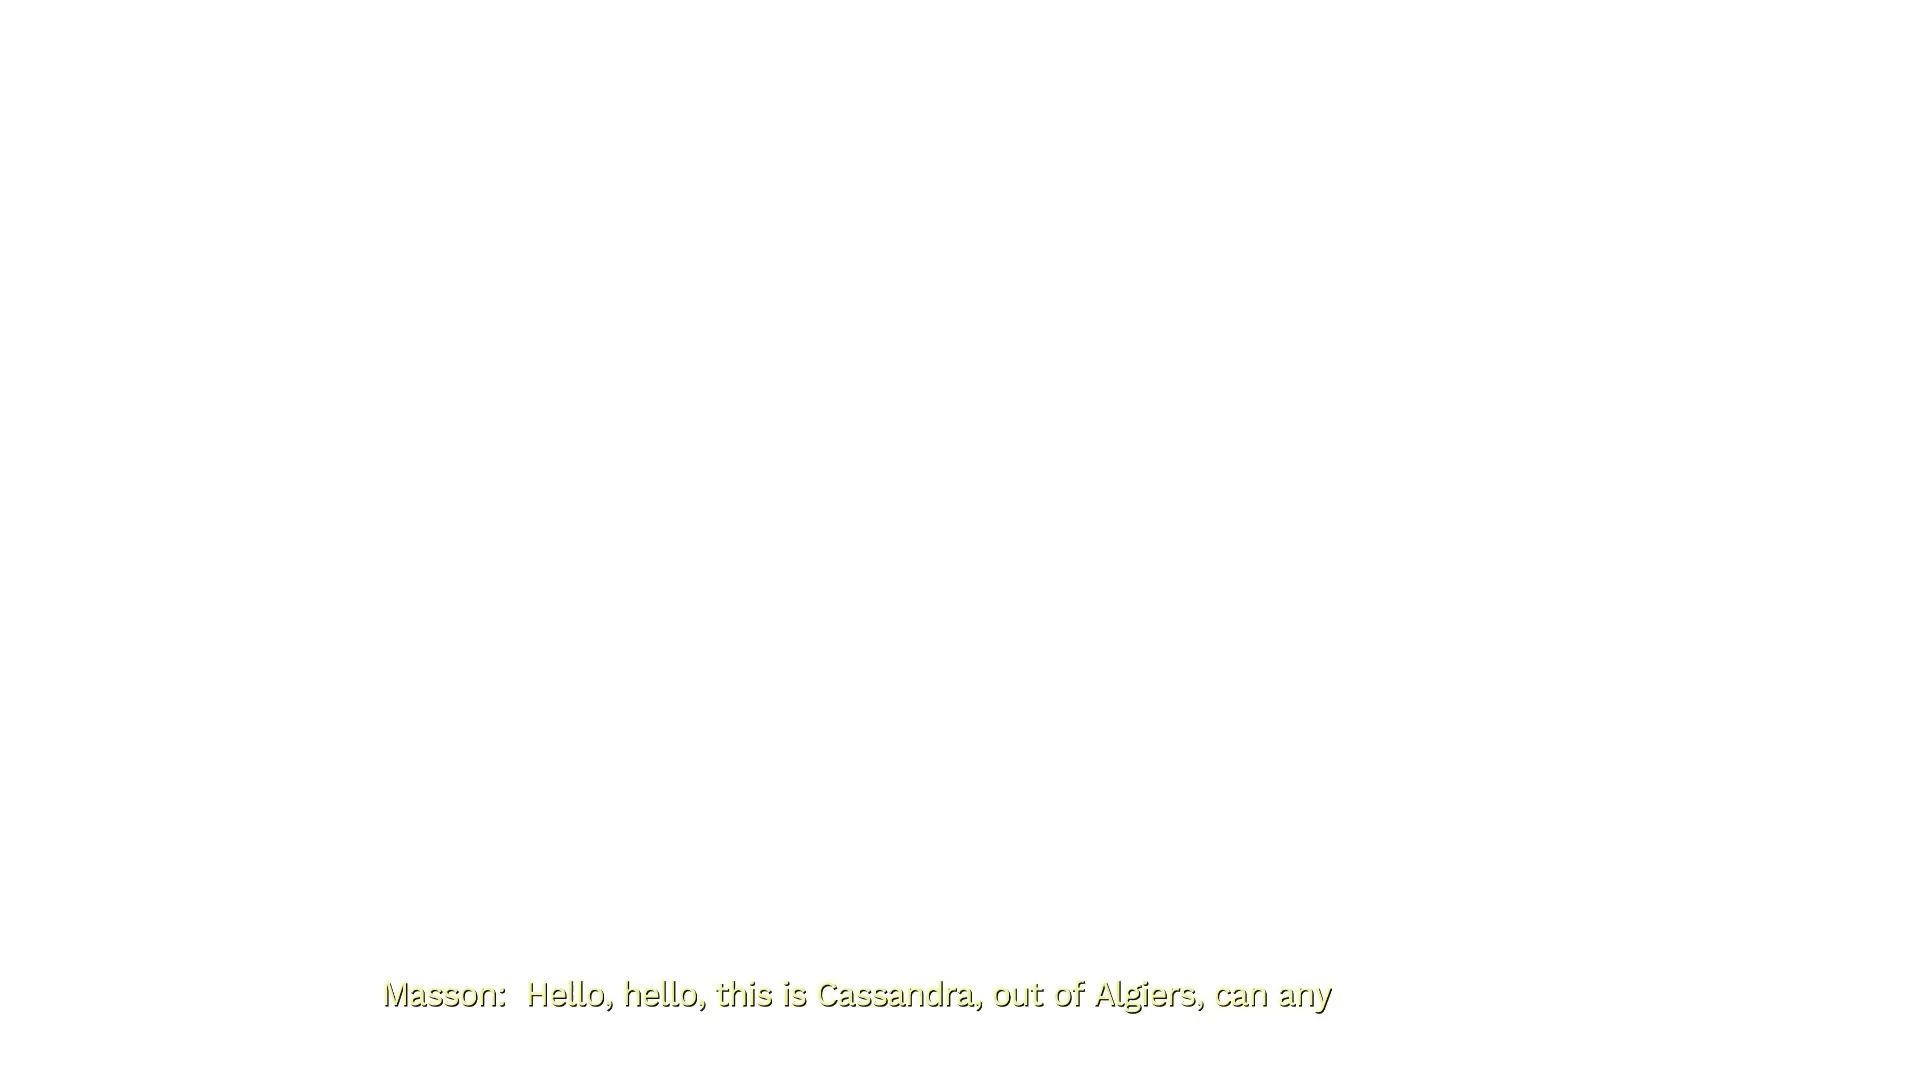 Masson:  Hello, hello, this is Cassandra, out of Algiers, can any